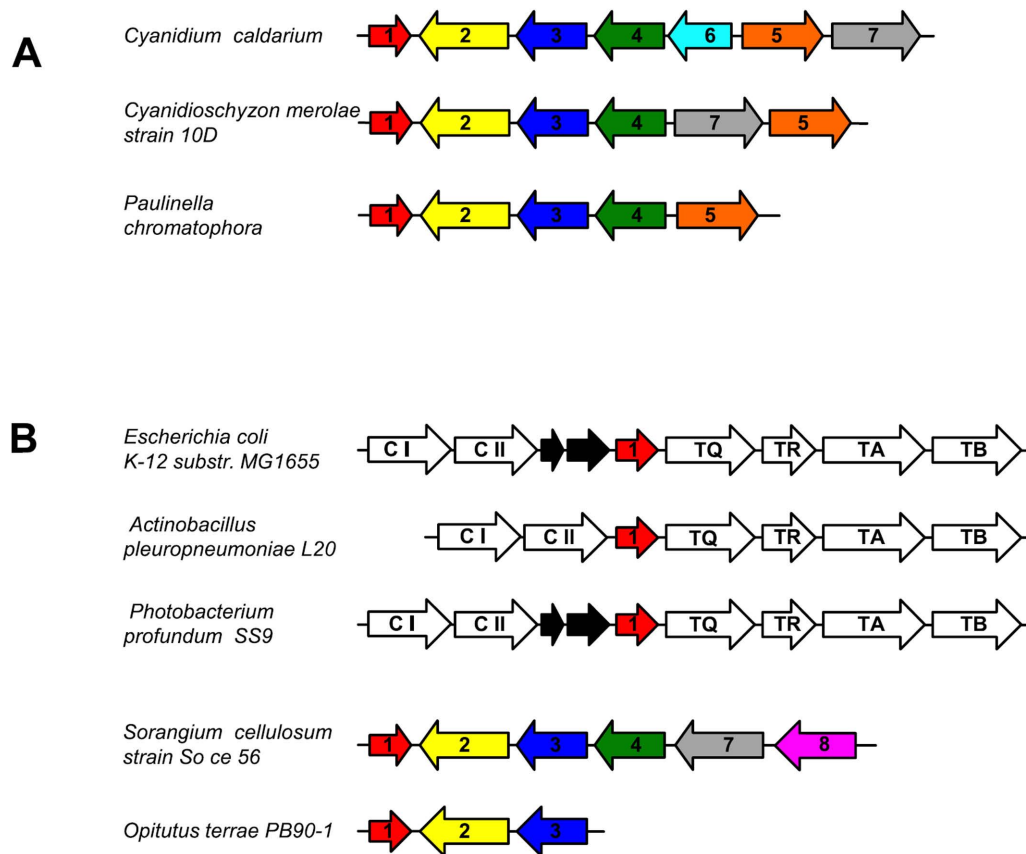 A
Cyanidium caldarium
1 2 3 4 6 5 7
Cyanidioschyzon merolae
strain 10D
1 2 3 4 7 5
Paulinella
chromatophora
1 2 3 4 5
B
Escherichia coli
K-12 substr. MG1655
C I C II 1 TQ TR TA TB
Actinobacillus
pleuropneumoniae L20
C I C II 1 TQ TR TA TB
Photobacterium
profundum SS9
C I C II 1 TQ TR TA TB
Sorangium cellulosum
strain So ce 56
1 2 3 4 7 8
Opitutus terrae PB90-1
1 2 3